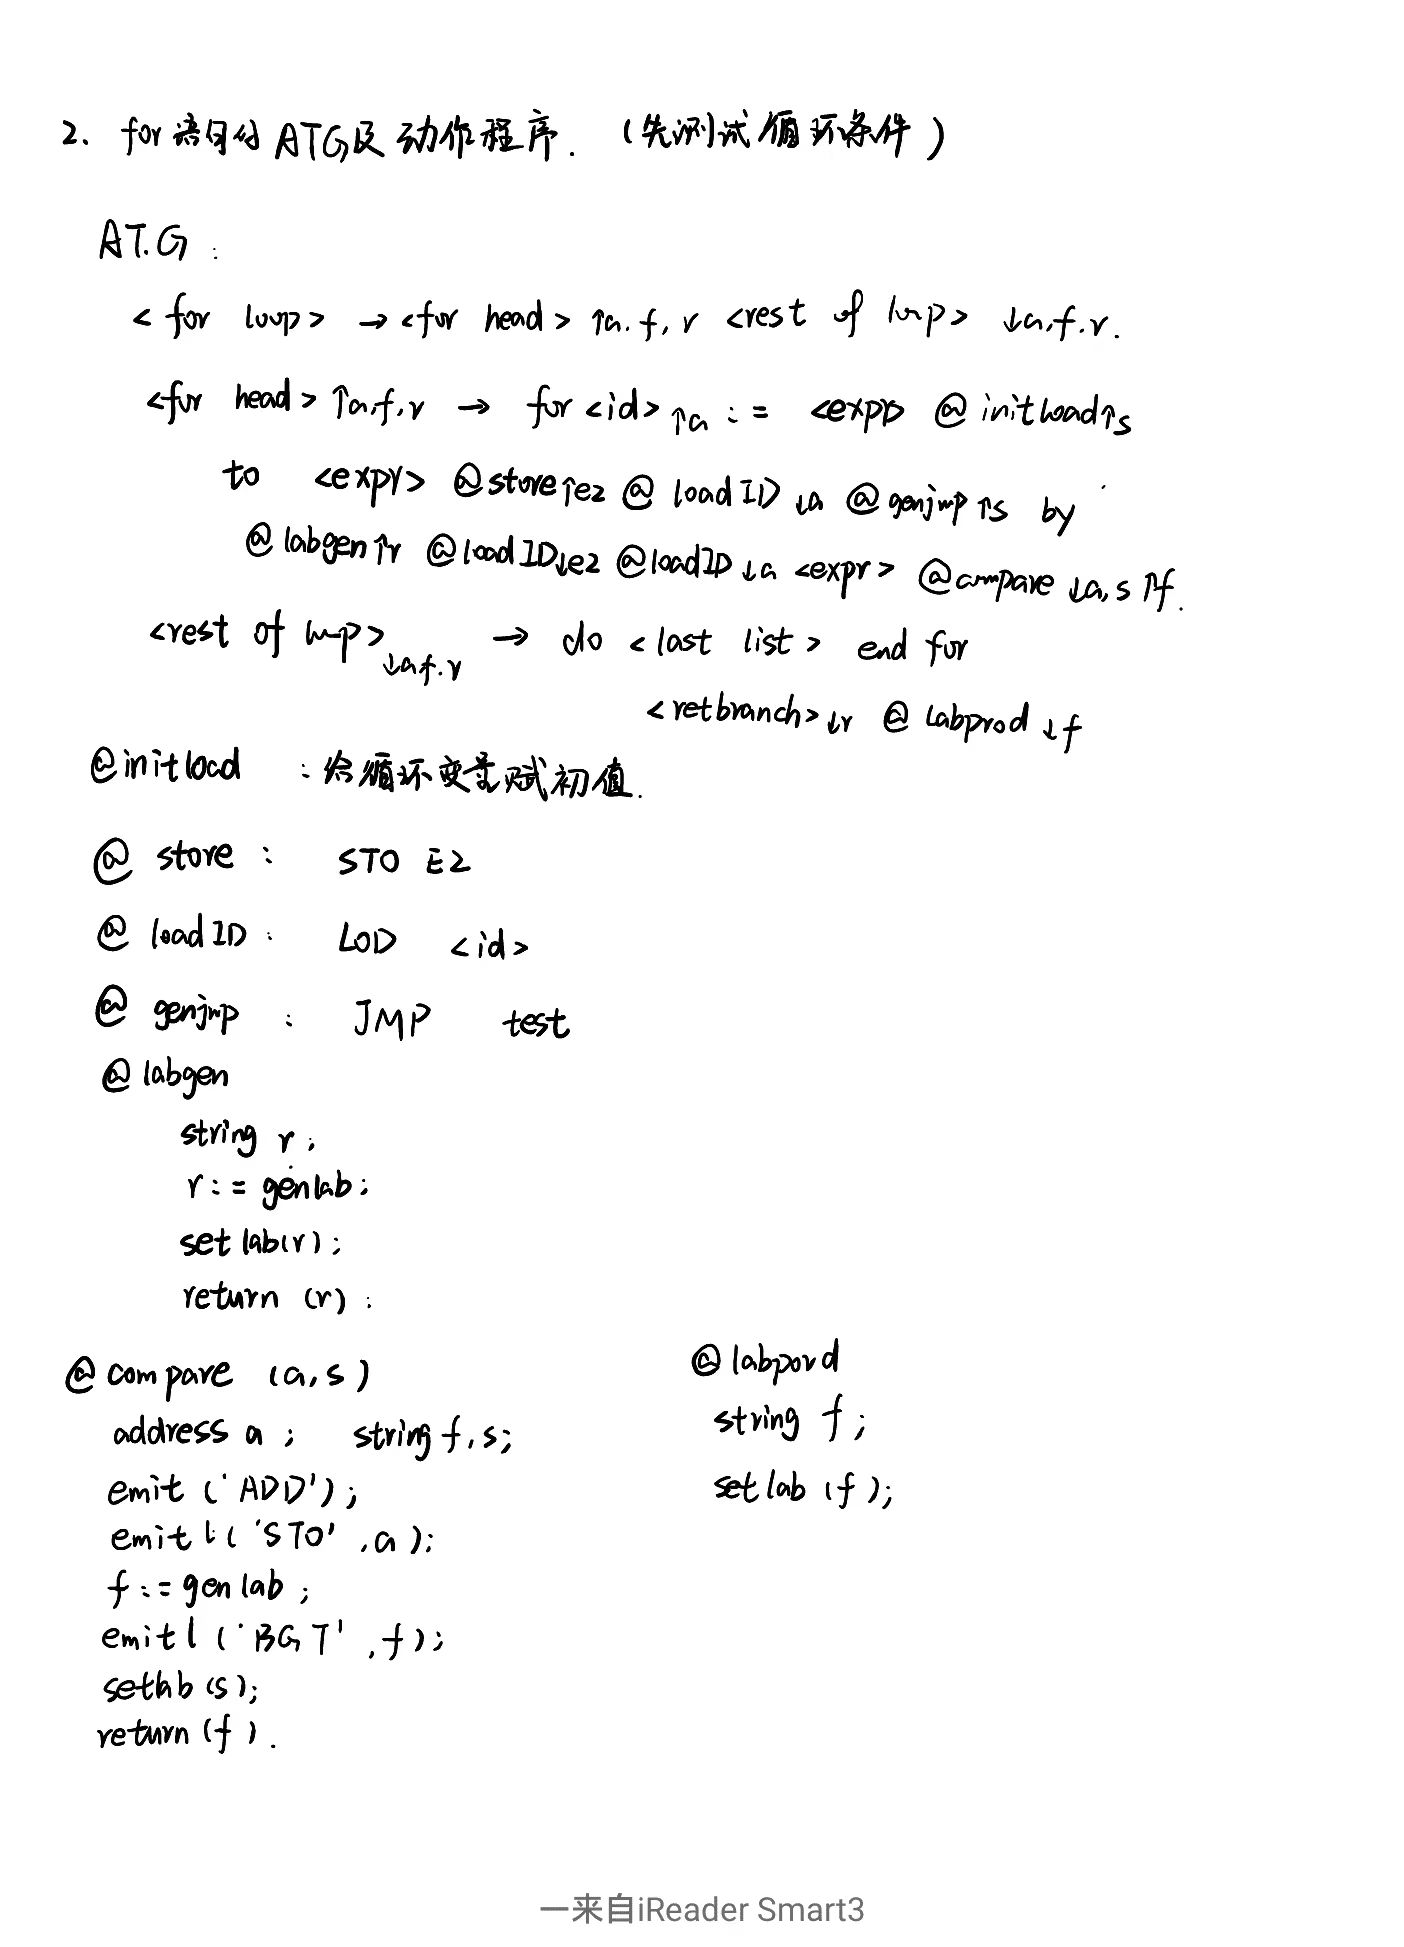 2、for语句的ATG及动作程序.（先测试循环条件）
AT.G :
< for loop> → <for head> ↑a.f,r <rest of loop> ↓a,f.r.
<for head> ↑a,f,r → for <id>↑a := <expr> @initload↑s
to <expr> @store↑e2 @ loadID ↓a @genjmp ↑s by
@labgen↑r @loadID↓e2 @loadID↓a <expr> @compare ↓a,s ↑f.
<rest of loop>↓a f.r → do < last list > end for
<retbranch>↓r @ labprod ↓f
@initload : 给循环变量赋初值.
@ store : STO E2
@ loadID : LOD <id>
@ genjmp : JMP test
@ labgen
string r ;
r := genlab ;
setlab(r) ;
return (r) :
@ compare (a,s)
address a ; string f,s;
emit ('ADD');
emitl('STO' ,a );
f := genlab ;
emitl('BGT' ,f);
setlab(s);
return(f) .
@ labpord
string f ;
setlab (f);
一来自iReader Smart3